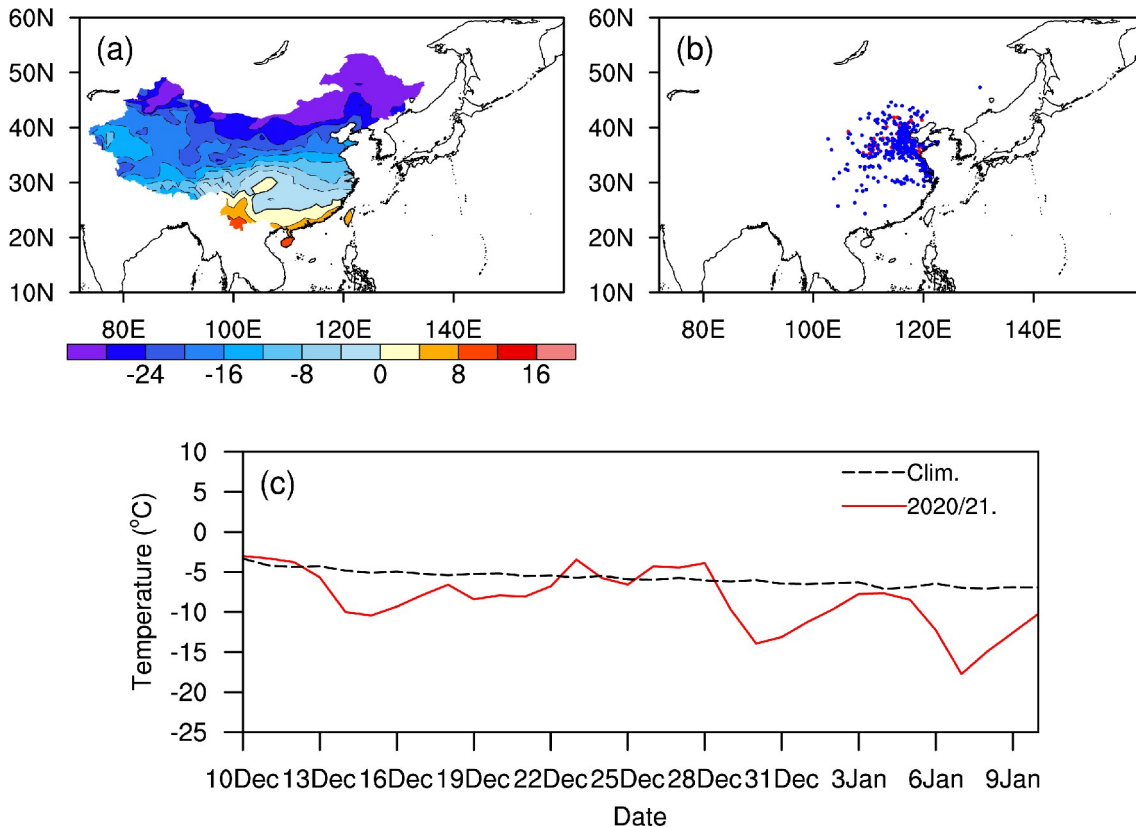 60N 60N
(a) (b)
50N 50N
40N 40N
30N 30N
20N 20N
10N 10N
80E 100E 120E 140E 80E 100E 120E 140E
-24 -16 -8 0 8 16
10
(c) Clim.
5
2020/21.
0
-5
-10
-15
-20
-25
Temperature (°C)
10Dec 13Dec 16Dec 19Dec 22Dec 25Dec 28Dec 31Dec 3Jan 6Jan 9Jan
Date